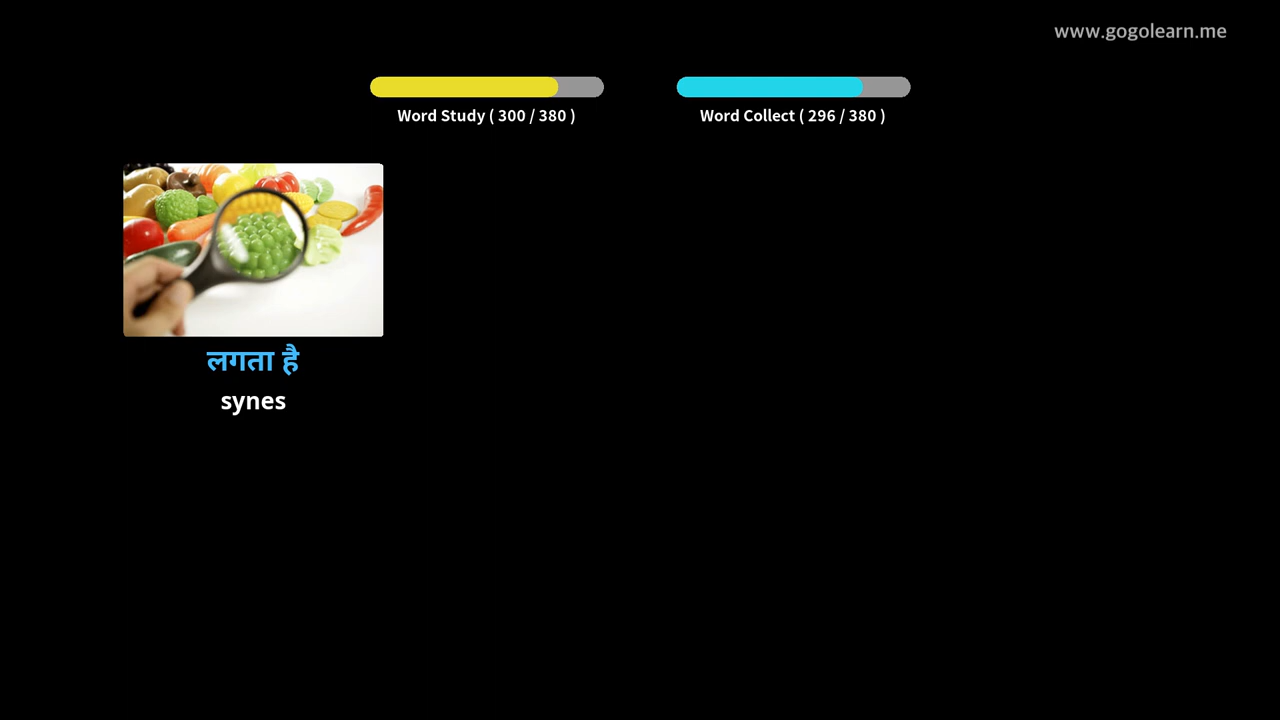 www.gogolearn.me
Word Study ( 300 / 380 )
Word Collect ( 296 / 380 )
लगता है
synes